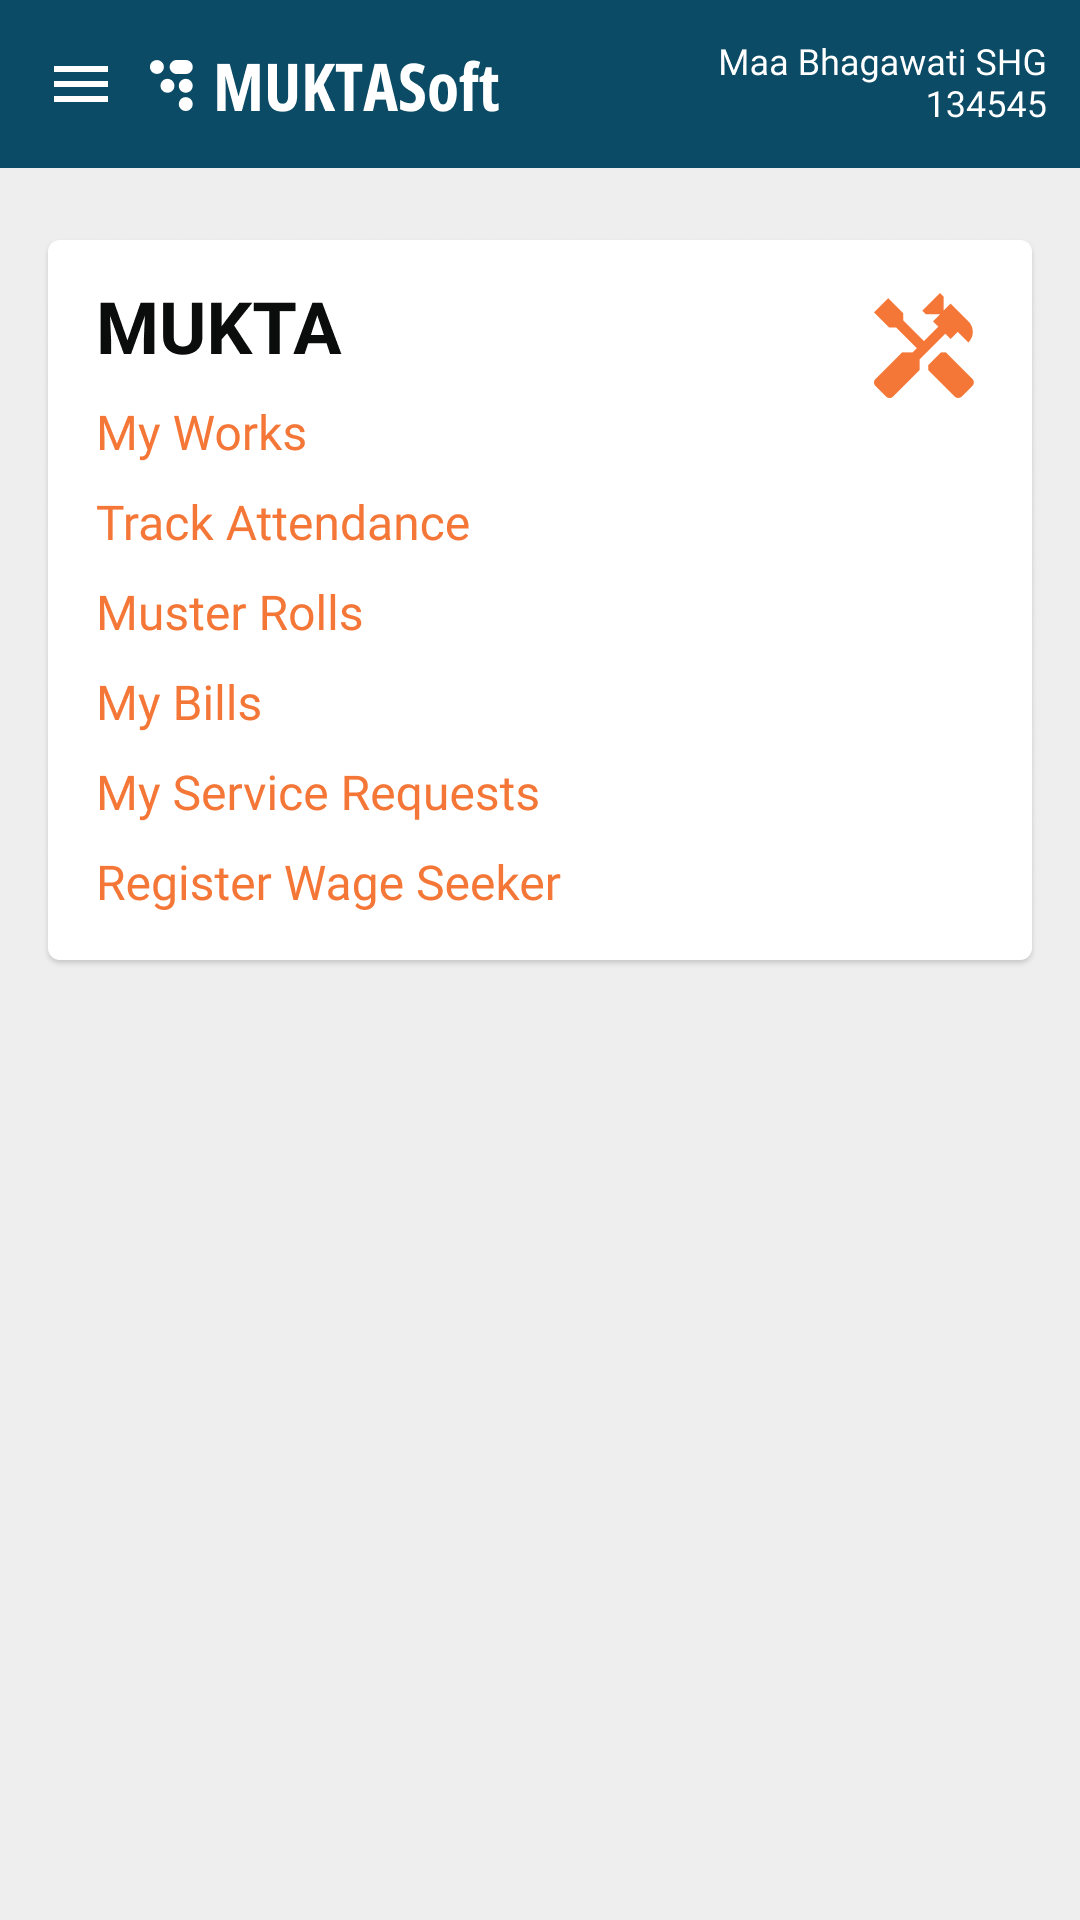 MUKTASoft
Maa Bhagawati SHG
134545
MUKTA
My Works
Track Attendance
Muster Rolls
My Bills
My Service Requests
Register Wage Seeker